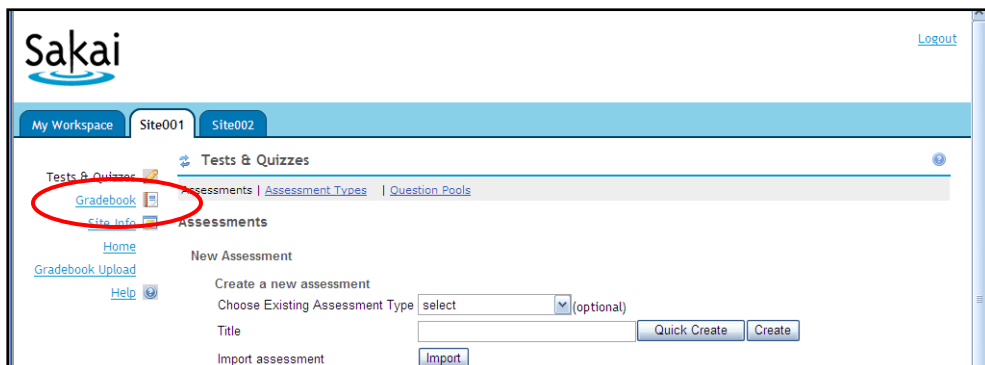 Sakai
Logout
My Workspace Site001 Site002
Tests & Quizzes
Gradebook
Site Info
Home
Gradebook Upload
Help
Tests & Quizzes
Assessments | Assessment Types | Question Pools
Assessments
New Assessment
Create a new assessment
Choose Existing Assessment Type select (optional)
Title Quick Create Create
Import assessment Import